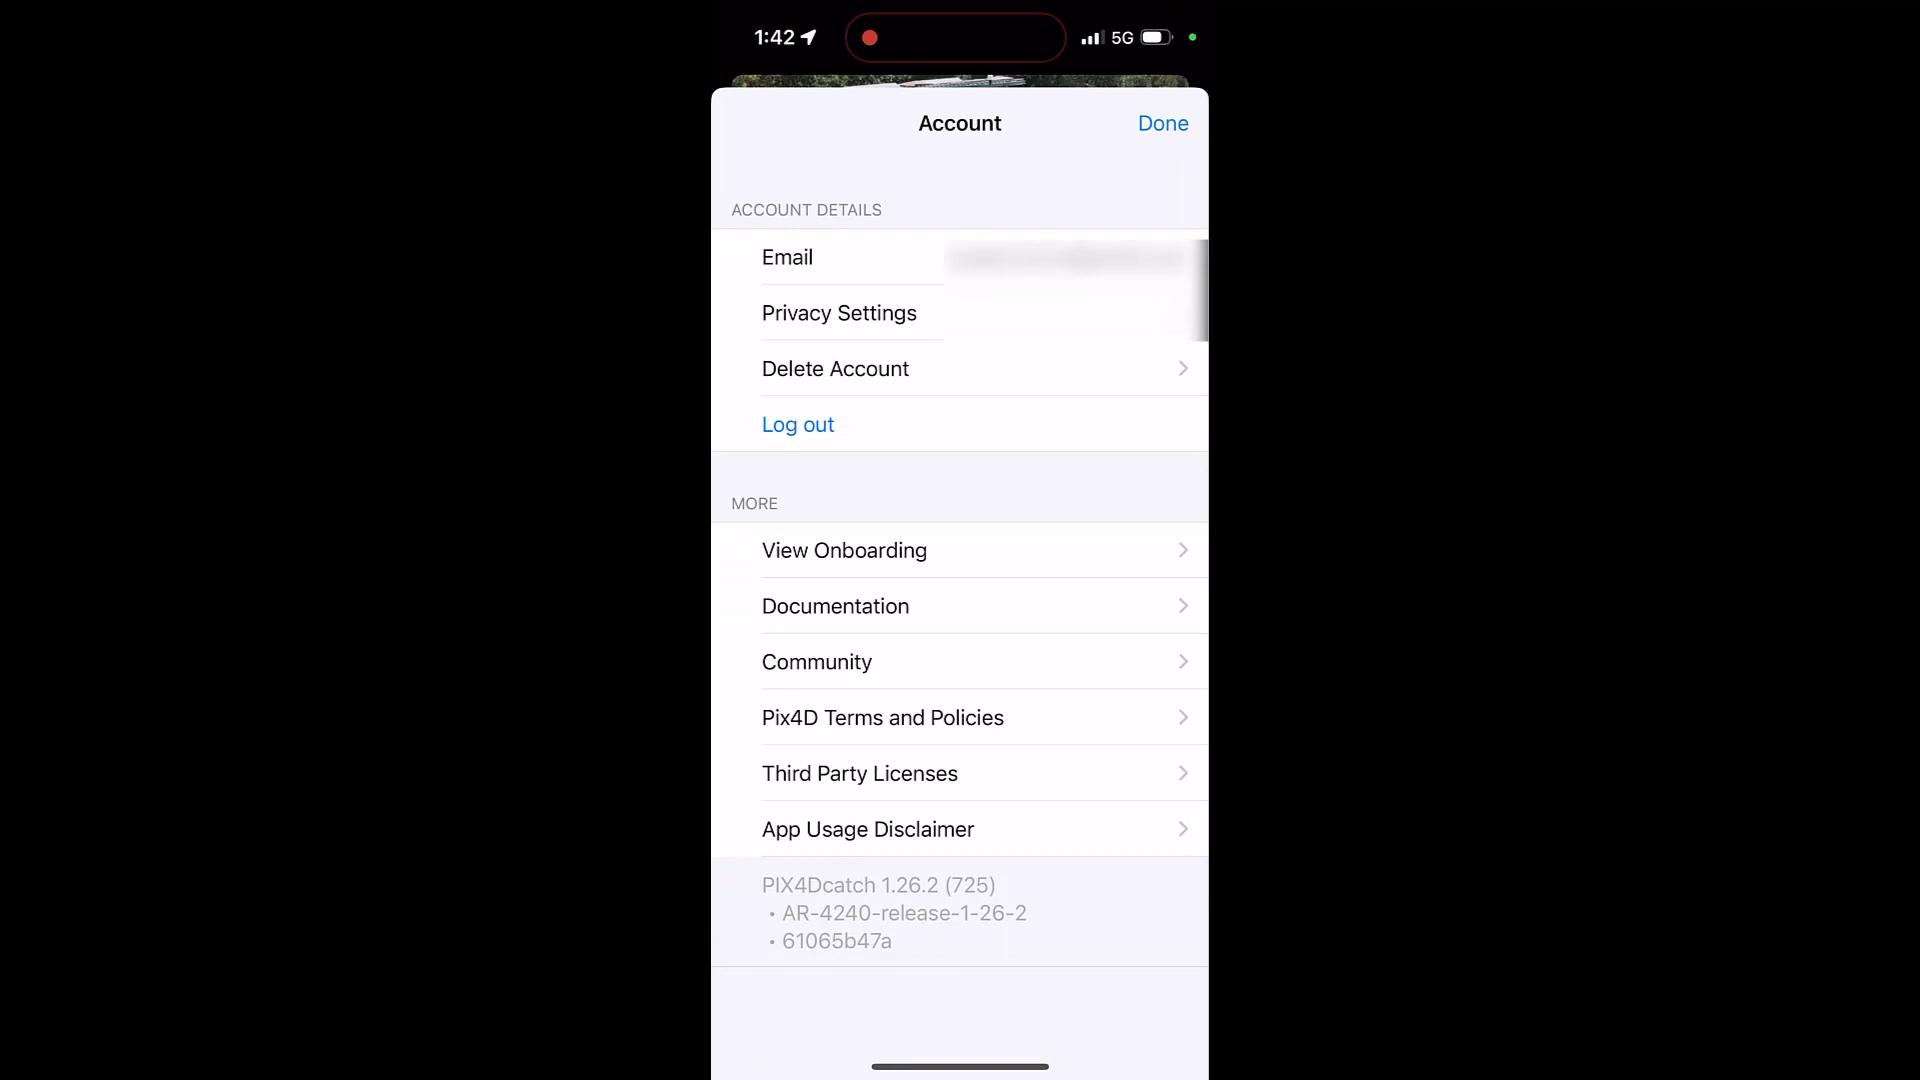 1:42
5G
Account
Done
ACCOUNT DETAILS
Email
Privacy Settings
Delete Account
Log out
MORE
View Onboarding
Documentation
Community
Pix4D Terms and Policies
Third Party Licenses
App Usage Disclaimer
PIX4Dcatch 1.26.2 (725)
• AR-4240-release-1-26-2
• 61065b47a